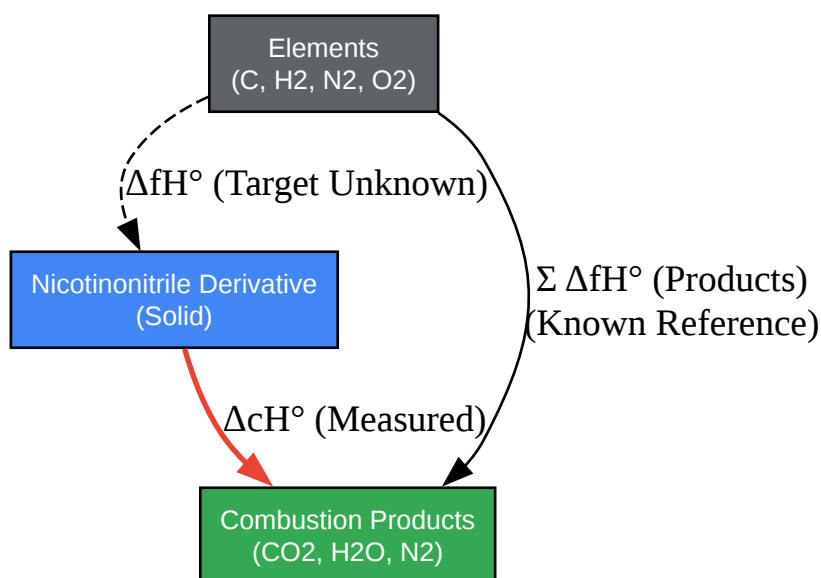 Elements
(C, H2, N2, O2)
ΔfH° (Target Unknown)
Nicotinonitrile Derivative
(Solid)
Σ ΔfH° (Products)
(Known Reference)
ΔcH° (Measured)
Combustion Products
(CO2, H2O, N2)